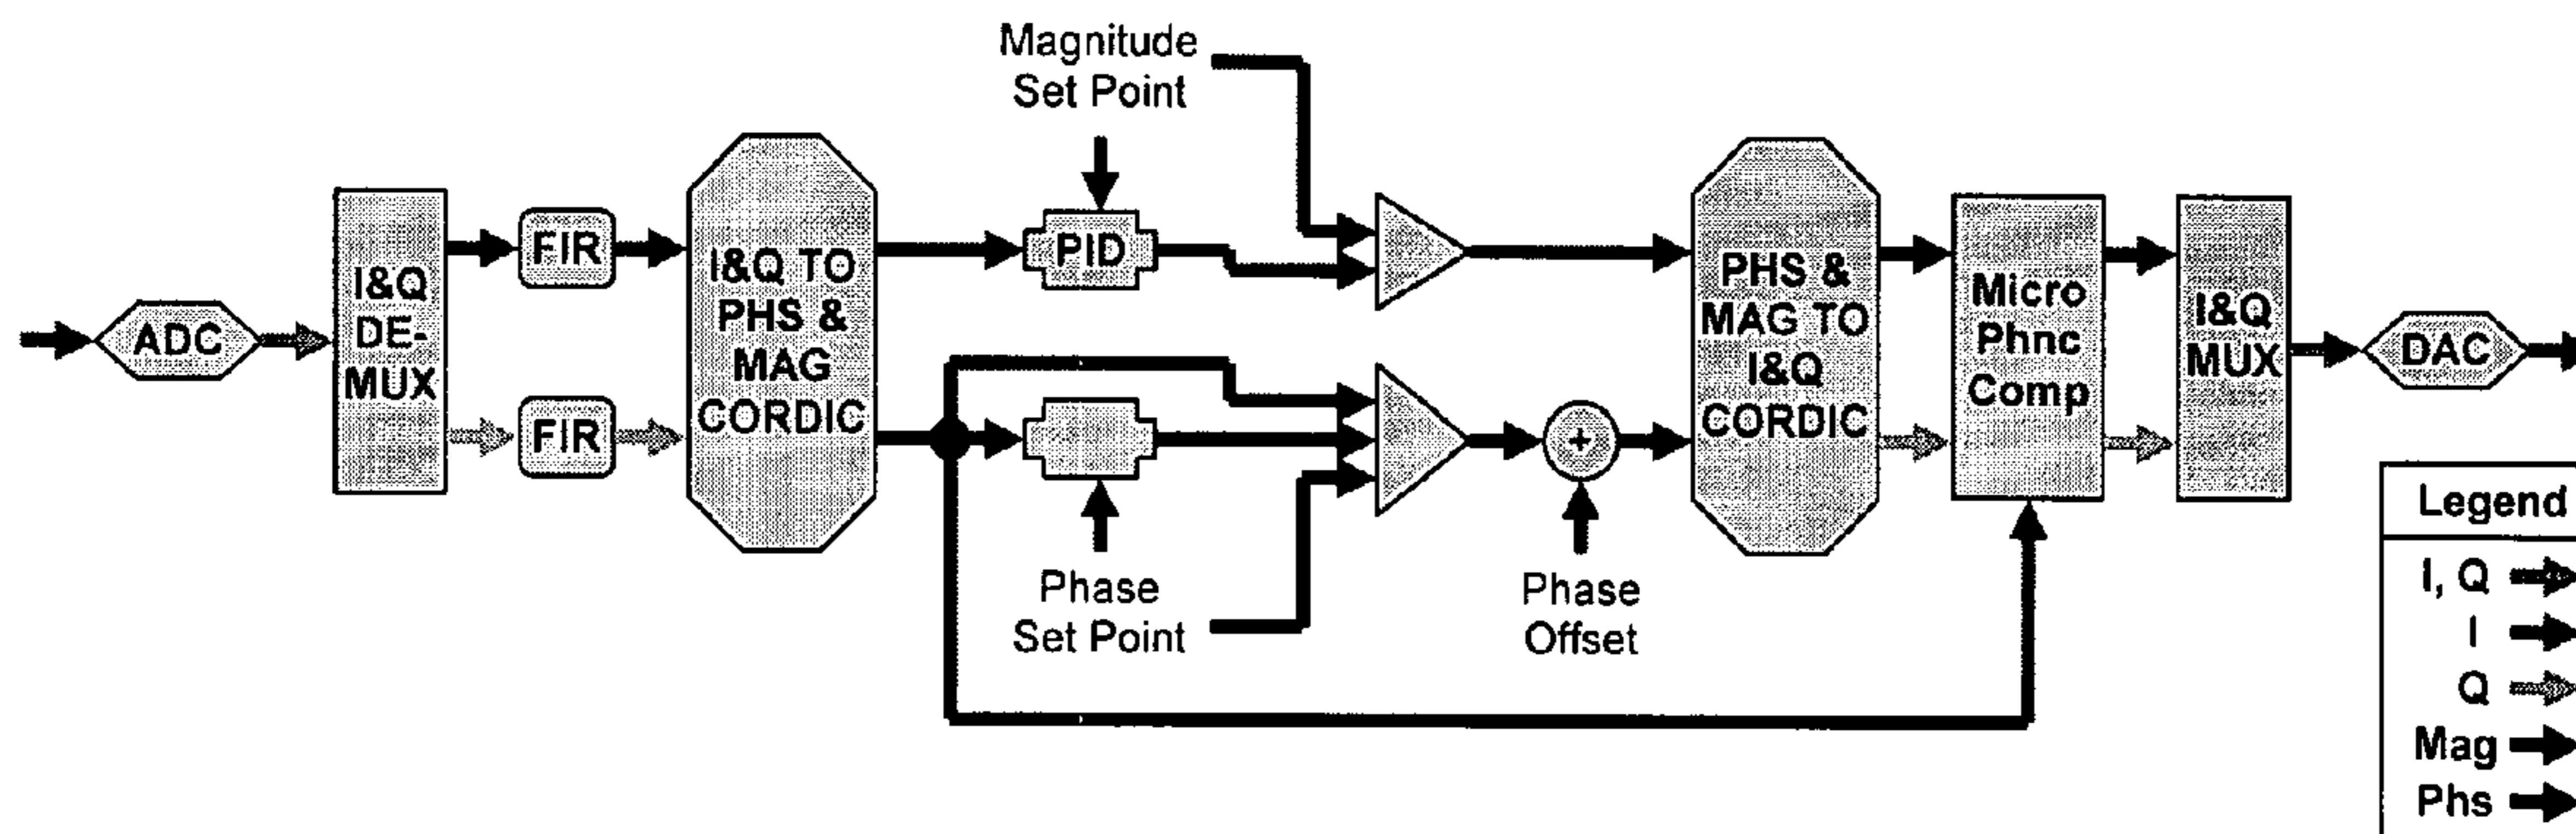 Magnitude
Set Point
ADC
I&Q
DE-
MUX
FIR
FIR
I&Q TO
PHS &
MAG
CORDIC
PID
Phase
Set Point
+
Phase
Offset
PHS &
MAG TO
I&Q
CORDIC
Micro
Phnc
Comp
I&Q
MUX
DAC
Legend
I, Q
I
Q
Mag
Phs